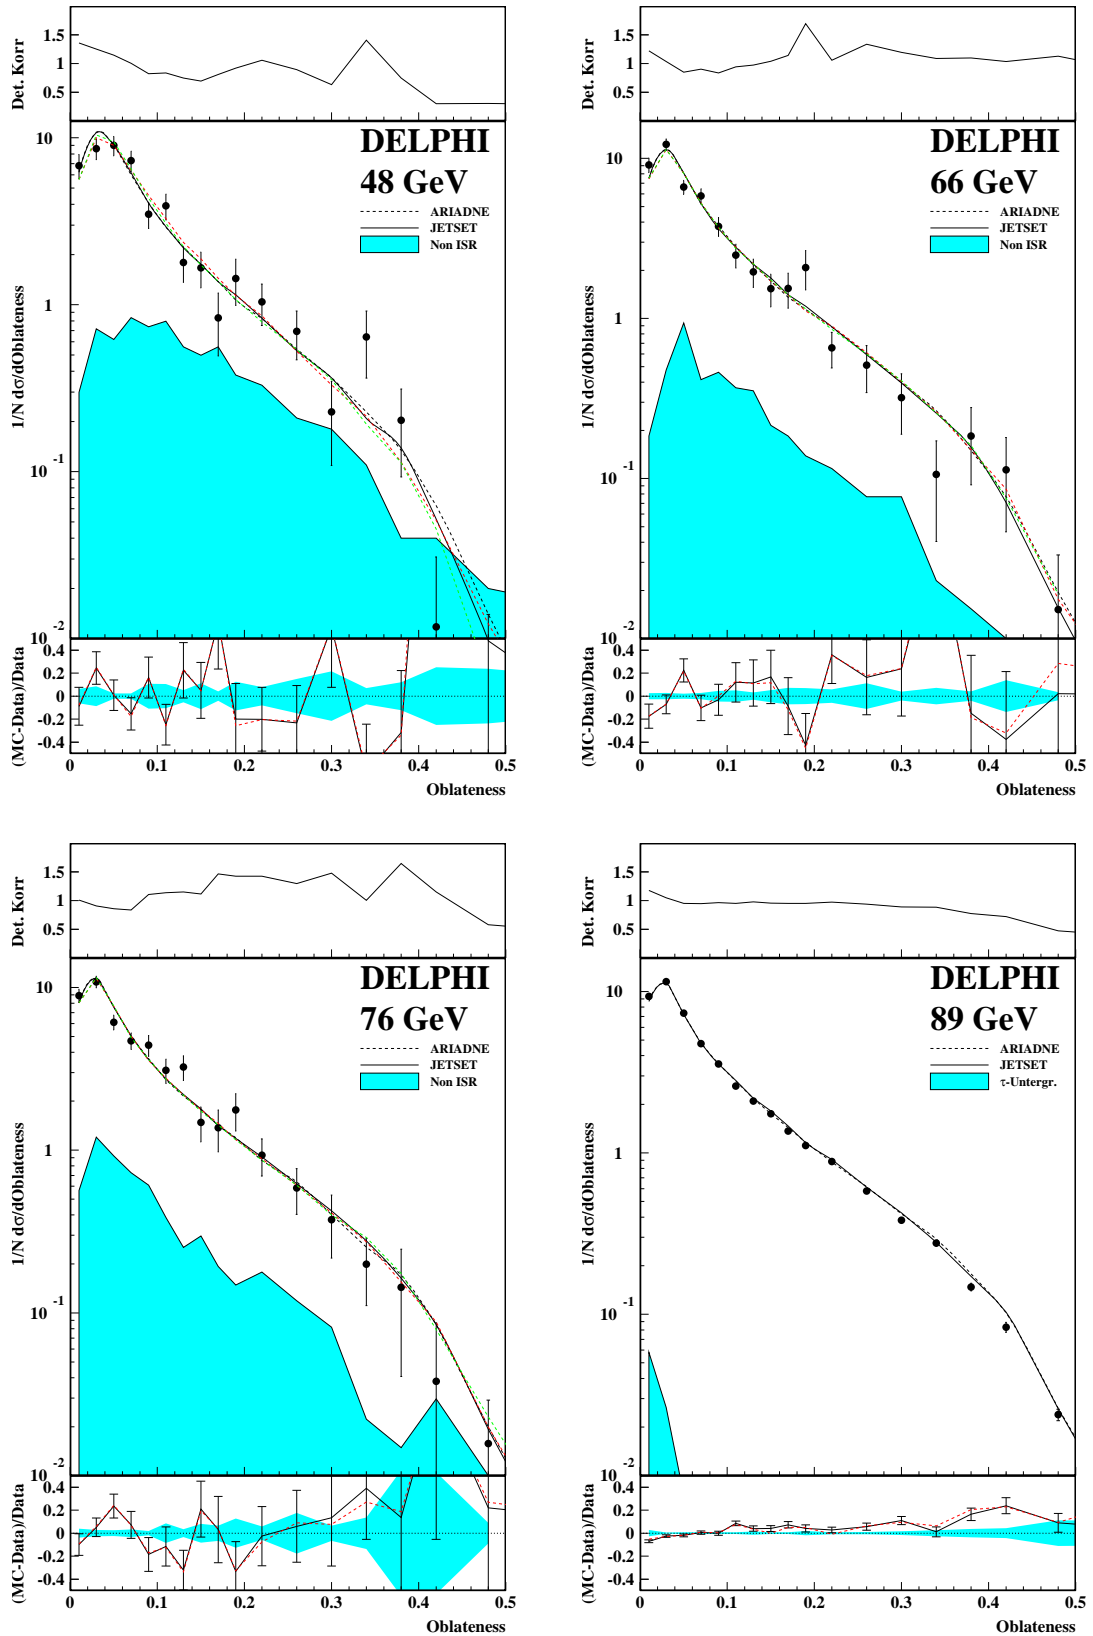 Det. Korr
1.5
1
0.5
DELPHI
48 GeV
ARIADNE
JETSET
Non ISR
1/N dσ/dOblateness
10
1
10 -1
10 -2
(MC-Data)/Data
0.4
0.2
0
-0.2
-0.4
0 0.1 0.2 0.3 0.4 0.5
Oblateness
Det. Korr
1.5
1
0.5
DELPHI
66 GeV
ARIADNE
JETSET
Non ISR
1/N dσ/dOblateness
10
1
10 -1
10 -2
(MC-Data)/Data
0.4
0.2
0
-0.2
-0.4
0 0.1 0.2 0.3 0.4 0.5
Oblateness
Det. Korr
1.5
1
0.5
DELPHI
76 GeV
ARIADNE
JETSET
Non ISR
1/N dσ/dOblateness
10
1
10 -1
10 -2
(MC-Data)/Data
0.4
0.2
0
-0.2
-0.4
0 0.1 0.2 0.3 0.4 0.5
Oblateness
Det. Korr
1.5
1
0.5
DELPHI
89 GeV
ARIADNE
JETSET
τ-Untergr.
1/N dσ/dOblateness
10
1
10 -1
10 -2
(MC-Data)/Data
0.4
0.2
0
-0.2
-0.4
0 0.1 0.2 0.3 0.4 0.5
Oblateness